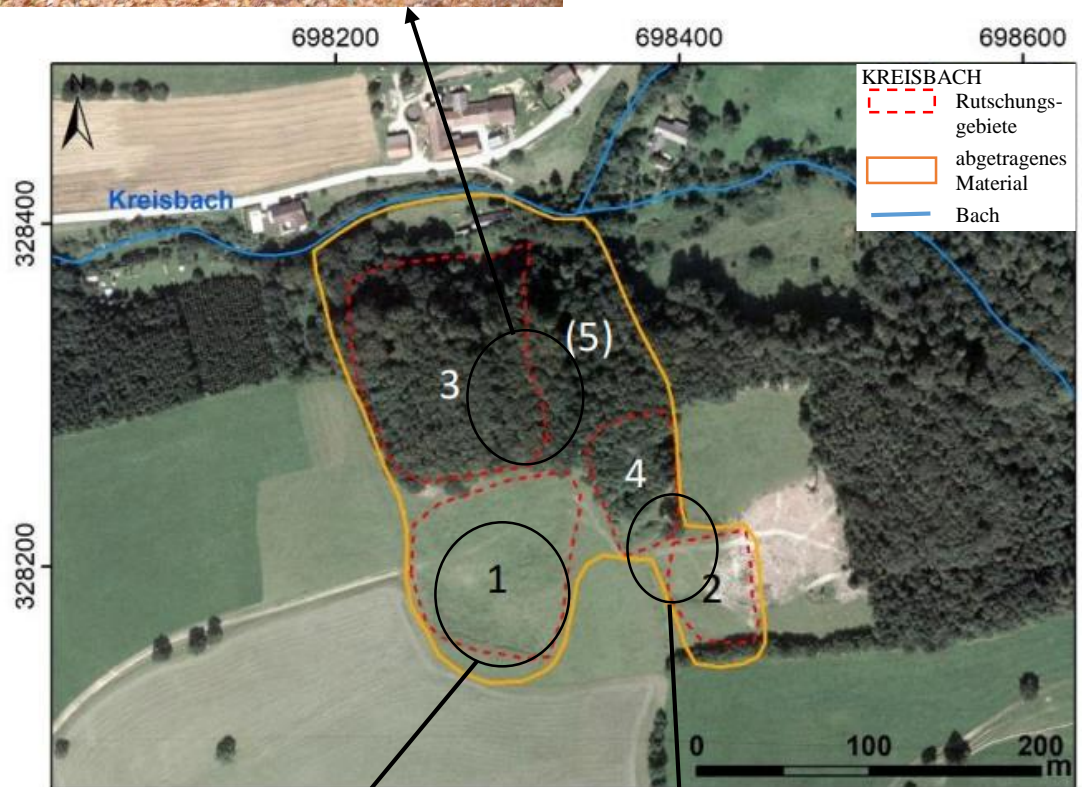 698200 698400 698600
N
KREISBACH
Rutschungs-
gebiete
abgetragenes
Material
Bach
Kreisbach
328400
(5)
3
4
328200
1
2
0 100 200
m